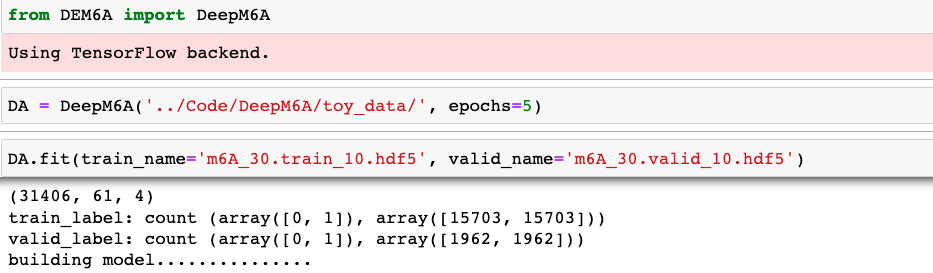 from DEM6A import DeepM6A
Using TensorFlow backend.
DA = DeepM6A('../Code/DeepM6A/toy_data/', epochs=5)
DA.fit(train_name='m6A_30.train_10.hdf5', valid_name='m6A_30.valid_10.hdf5')
(31406, 61, 4)
train_label: count (array([0, 1]), array([15703, 15703]))
valid_label: count (array([0, 1]), array([1962, 1962]))
building model...............